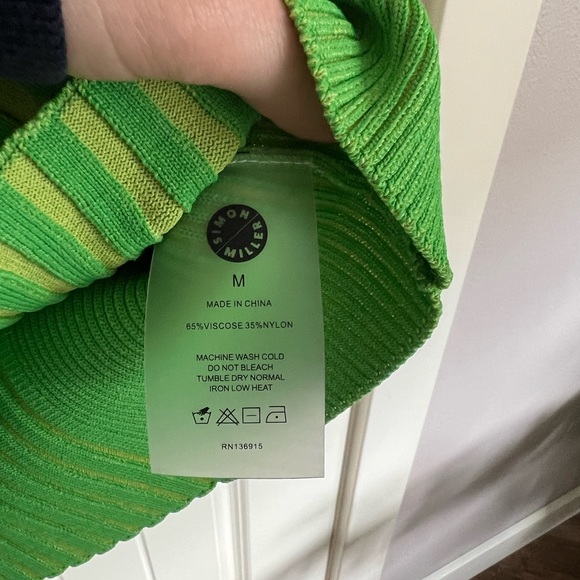 SIMON
MILLER
M
MADE IN CHINA
65%VISCOSE 35%NYLON
MACHINE WASH COLD
DO NOT BLEACH
TUMBLE DRY NORMAL
IRON LOW HEAT
RN136915